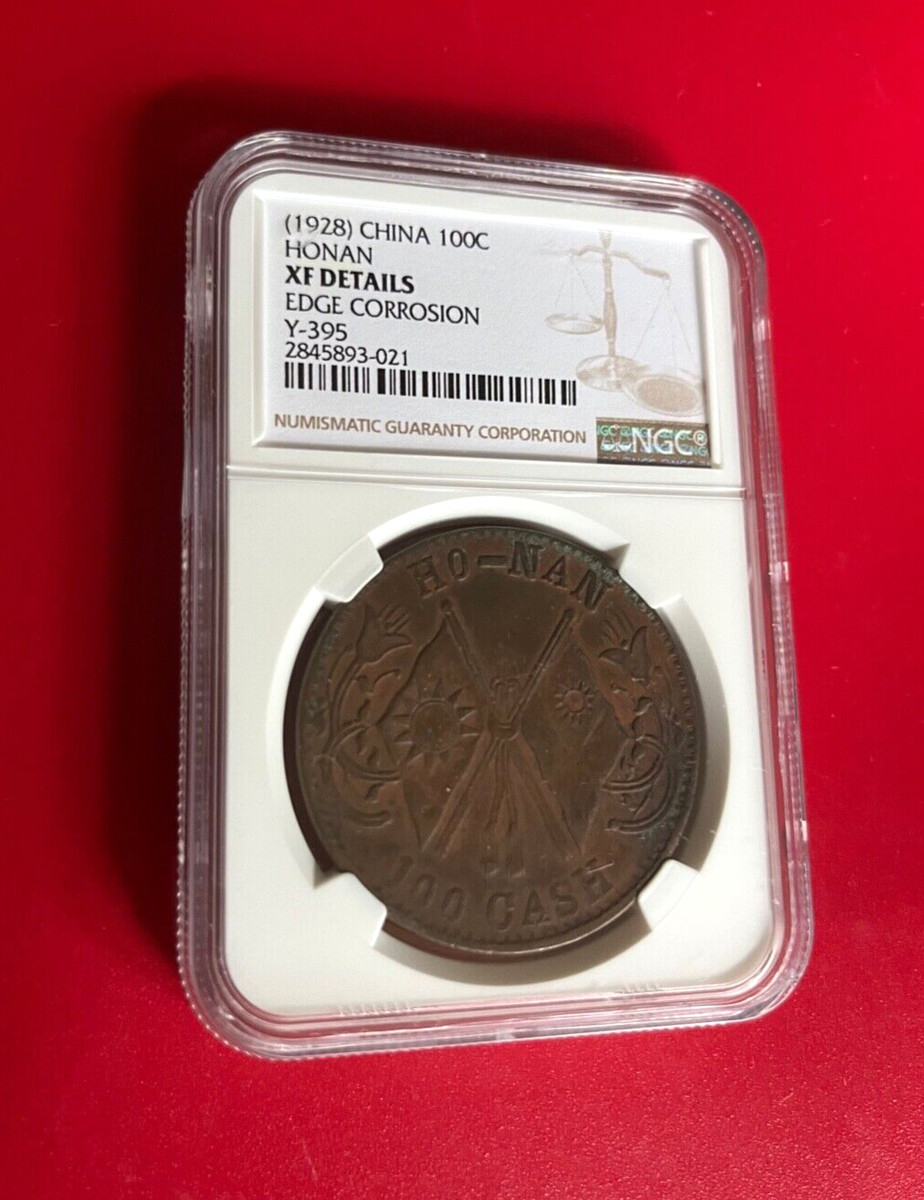 (1928) CHINA 100C
HONAN
XF DETAILS
EDGE CORROSION
Y-395
2845893-021
NUMISMATIC GUARANTY CORPORATION
NGC®
HO-NAN
100 CASH